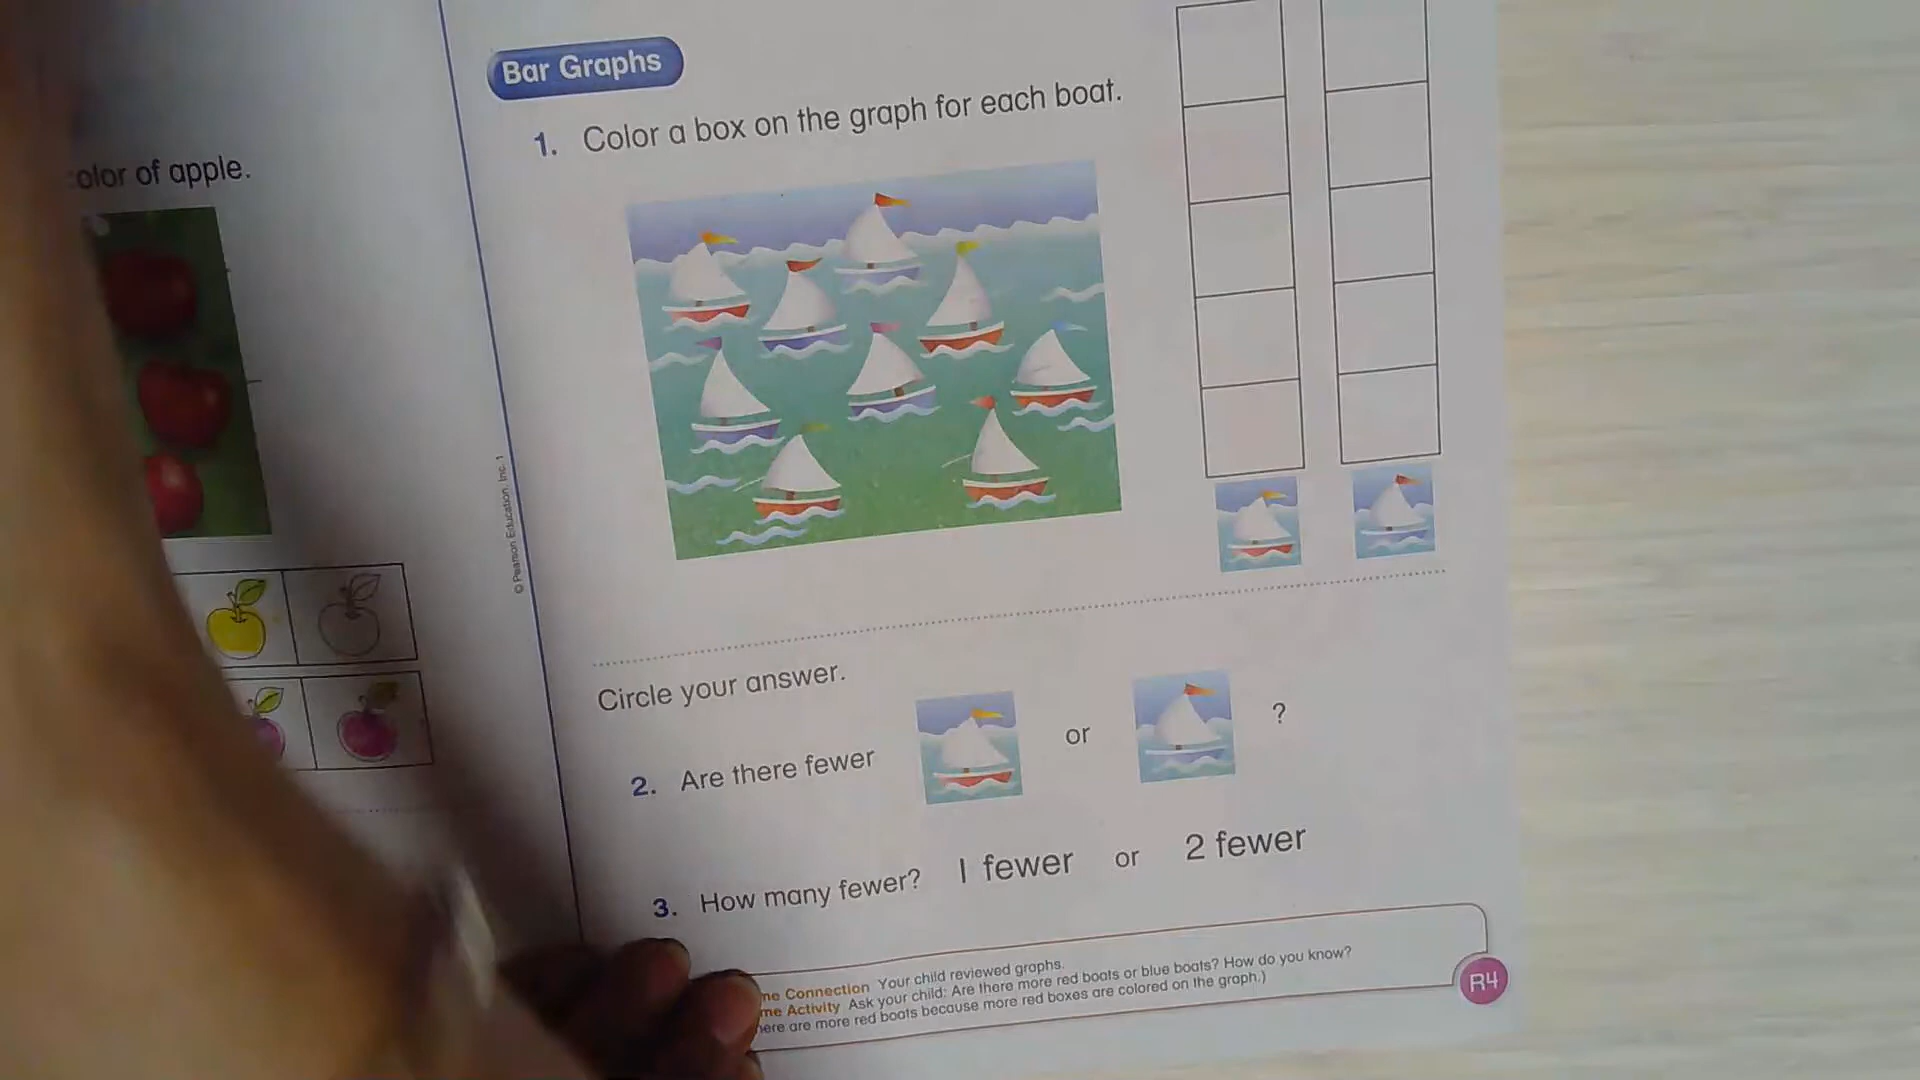 olor of apple.
© Pearson Education, Inc. 1
Bar Graphs
1. Color a box on the graph for each boat.
Circle your answer.
2. Are there fewer or ?
3. How many fewer? 1 fewer or 2 fewer
me Connection Your child reviewed graphs.
me Activity Ask your child: Are there more red boats or blue boats? How do you know?
here are more red boats because more red boxes are colored on the graph.)
R4